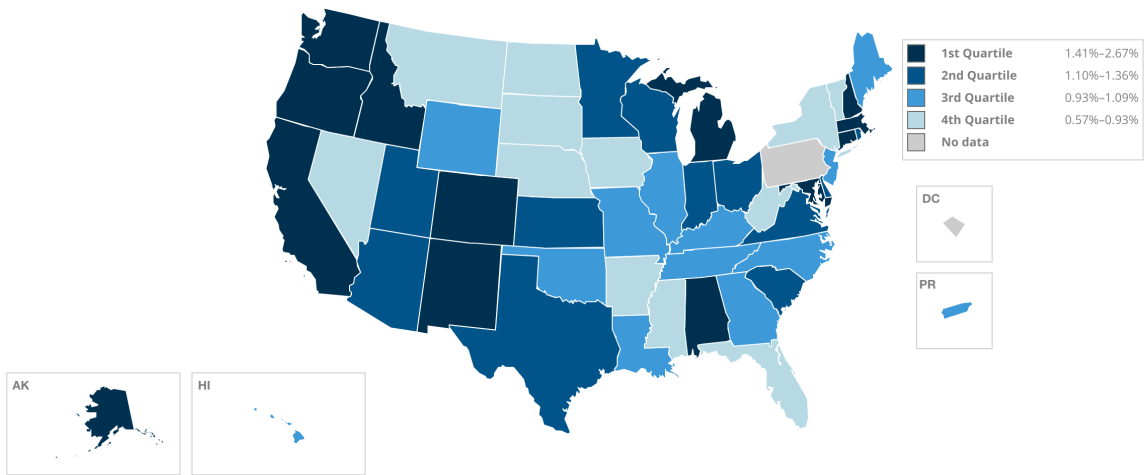 1st Quartile 1.41%–2.67%
2nd Quartile 1.10%–1.36%
3rd Quartile 0.93%–1.09%
4th Quartile 0.57%–0.93%
No data
DC
PR
AK
HI